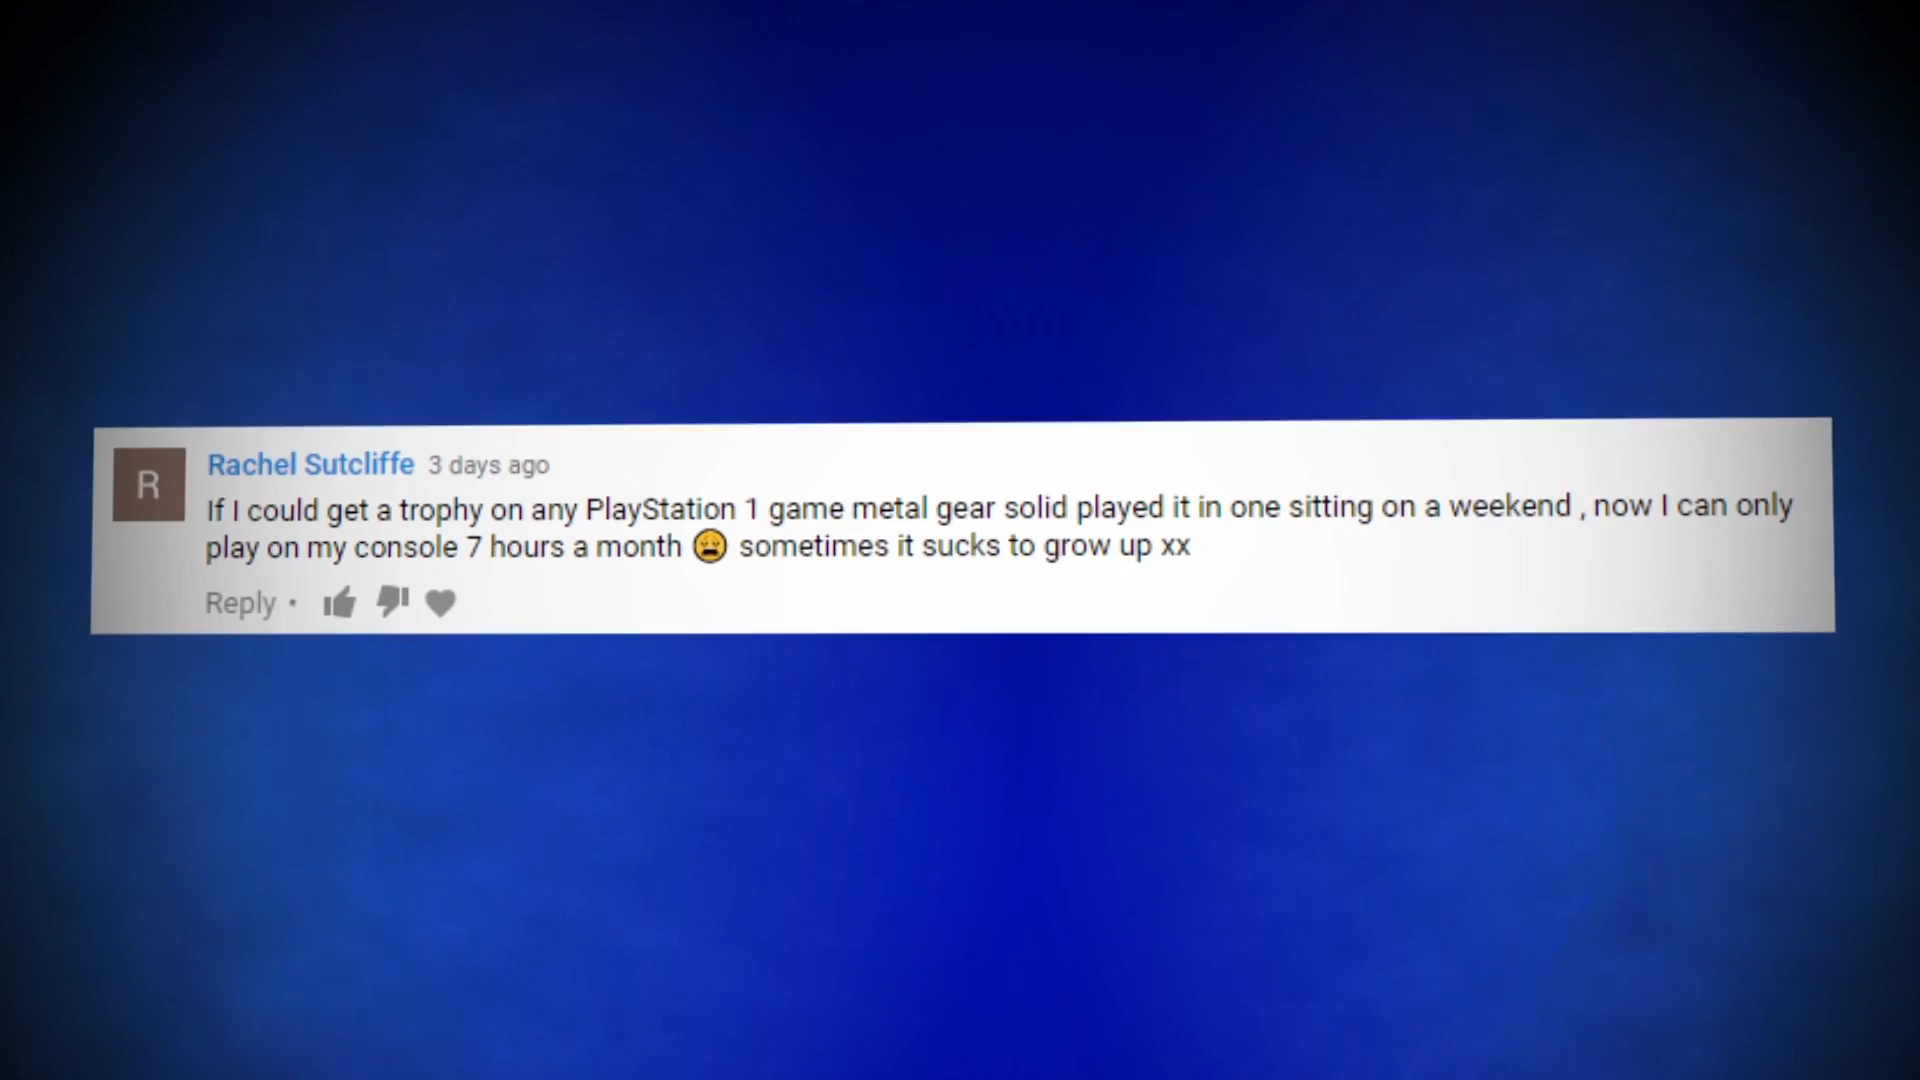 R
Rachel Sutcliffe 3 days ago
If I could get a trophy on any PlayStation 1 game metal gear solid played it in one sitting on a weekend , now I can only
play on my console 7 hours a month 😩 sometimes it sucks to grow up xx
Reply •